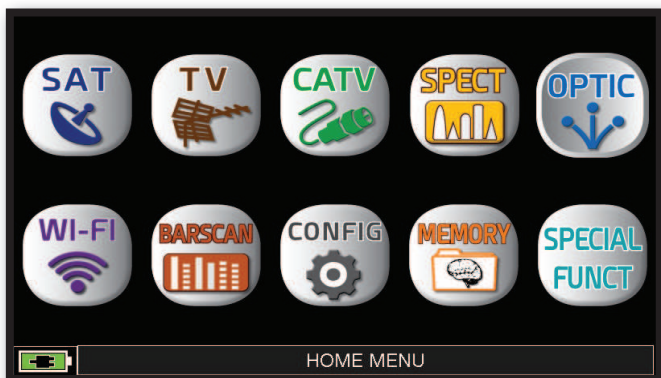 SAT
TV
CATV
SPECT
OPTIC
WI-FI
BARSCAN
CONFIG
MEMORY
SPECIAL
FUNCT
HOME MENU